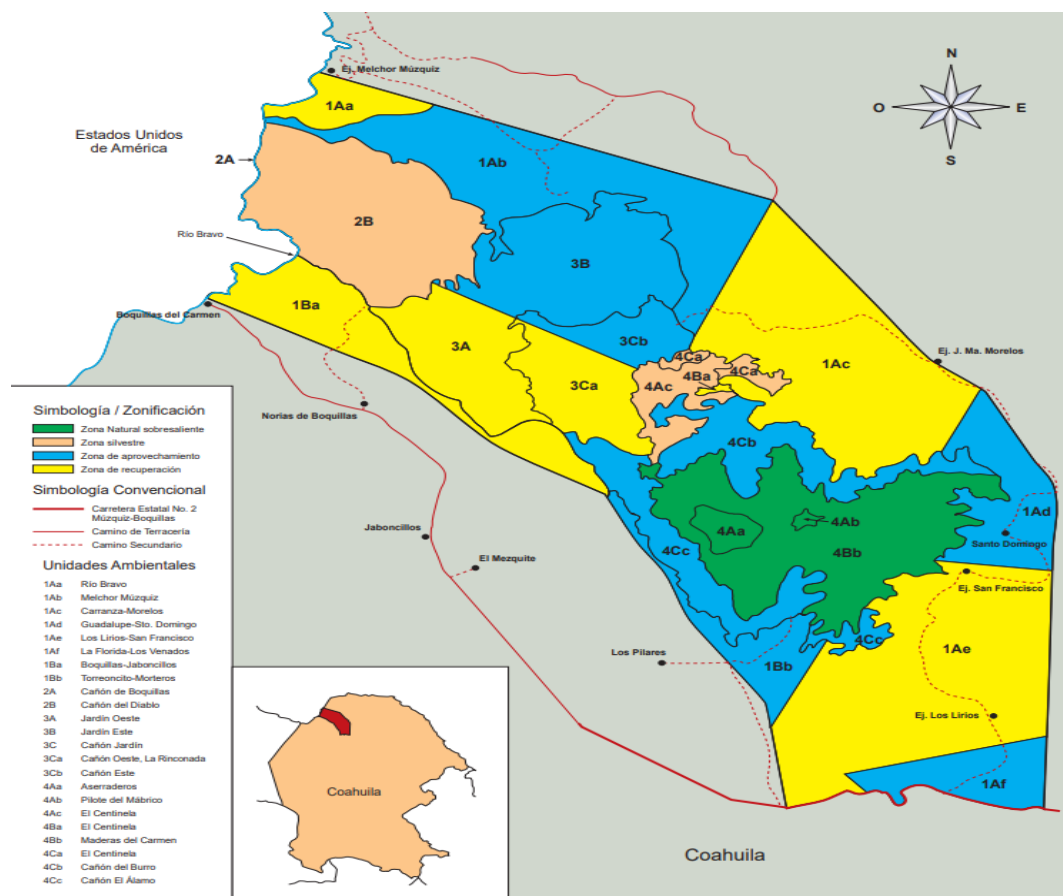 Ej. Melchor Múzquiz
N
O
E
S
1Aa
Estados Unidos
de América
2A
1Ab
2B
Río Bravo
3B
1Ba
Boquillas del Carmen
3Cb
3A
4Ca
1Ac
Ej. J. Ma. Morelos
4Ba
4Ca
3Ca
4Ac
Norias de Boquillas
4Cb
Simbología / Zonificación
Zona Natural sobresaliente
Zona silvestre
Zona de aprovechamiento
Zona de recuperación
Simbología Convencional
Carretera Estatal No. 2
Múzquiz-Boquillas
Camino de Terracería
Camino Secundario
Unidades Ambientales
1Aa Río Bravo
1Ab Melchor Múzquiz
1Ac Carranza-Morelos
1Ad Guadalupe-Sto. Domingo
1Ae Los Lirios-San Francisco
1Af La Florida-Los Venados
1Ba Boquillas-Jaboncillos
1Bb Torreoncito-Morteros
2A Cañón de Boquillas
2B Cañón del Diablo
3A Jardín Oeste
3B Jardín Este
3C Cañón Jardín
3Ca Cañón Oeste, La Rinconada
3Cb Cañón Este
4Aa Aserraderos
4Ab Pilote del Mábrico
4Ac El Centinela
4Ba El Centinela
4Bb Maderas del Carmen
4Ca El Centinela
4Cb Cañón del Burro
4Cc Cañón El Álamo
1Ad
4Aa
4Ab
Jaboncillos
Santo Domingo
4Cc
4Bb
El Mezquite
Ej. San Francisco
4Cc
1Ae
Los Pilares
1Bb
Ej. Los Lirios
1Af
Coahuila
Coahuila